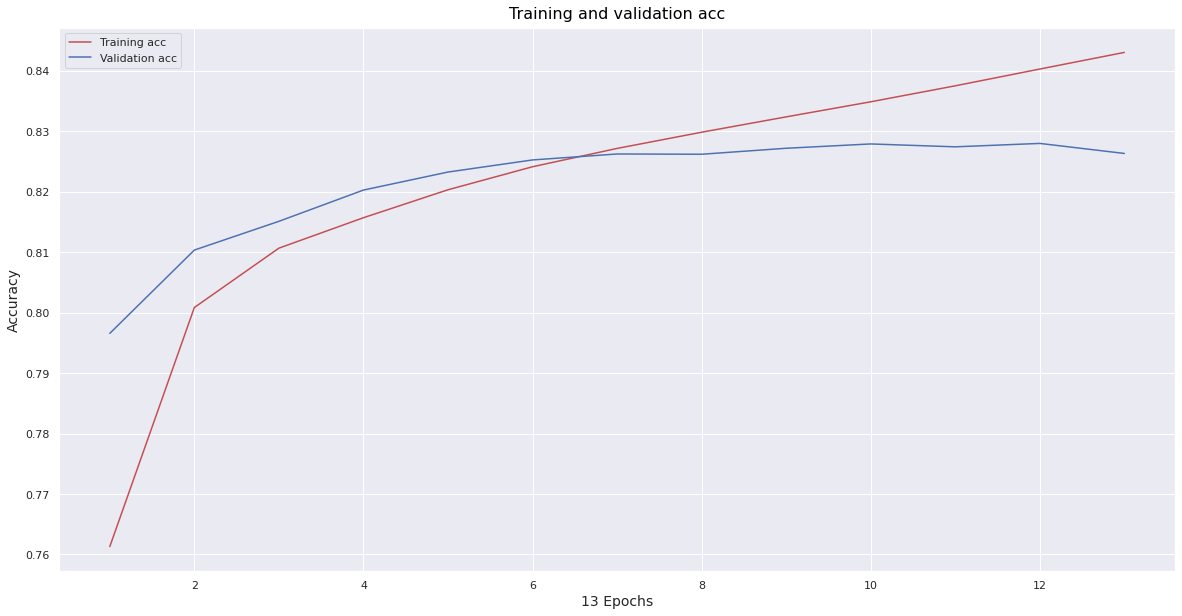 Training and validation acc
Training acc
Validation acc
0.84
0.83
0.82
0.81
0.80
0.79
0.78
0.77
0.76
Accuracy
2 4 6 8 10 12
13 Epochs